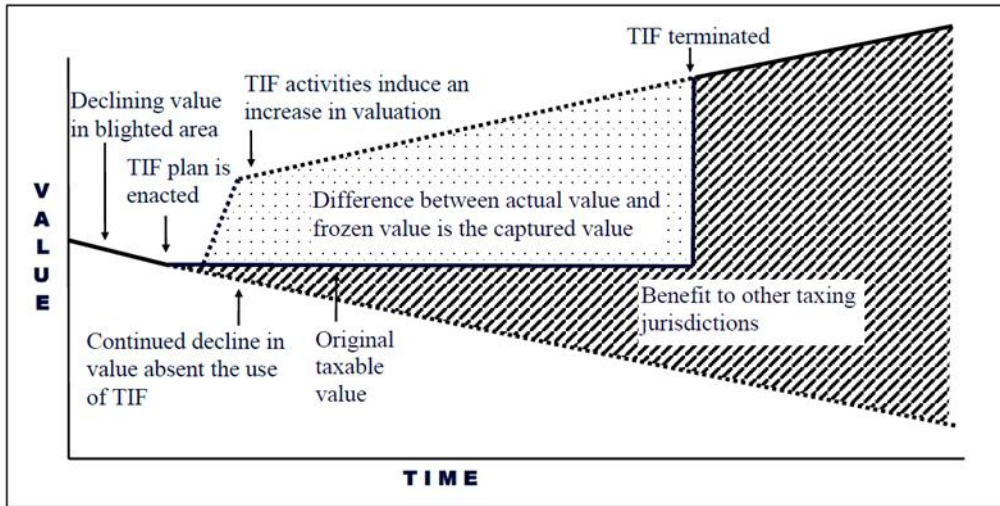 TIF terminated
TIF activities induce an
increase in valuation
Declining value
in blighted area
TIF plan is
enacted
Difference between actual value and
frozen value is the captured value
VALUE
Benefit to other taxing
jurisdictions
Continued decline in
value absent the use
of TIF
Original
taxable
value
TIME